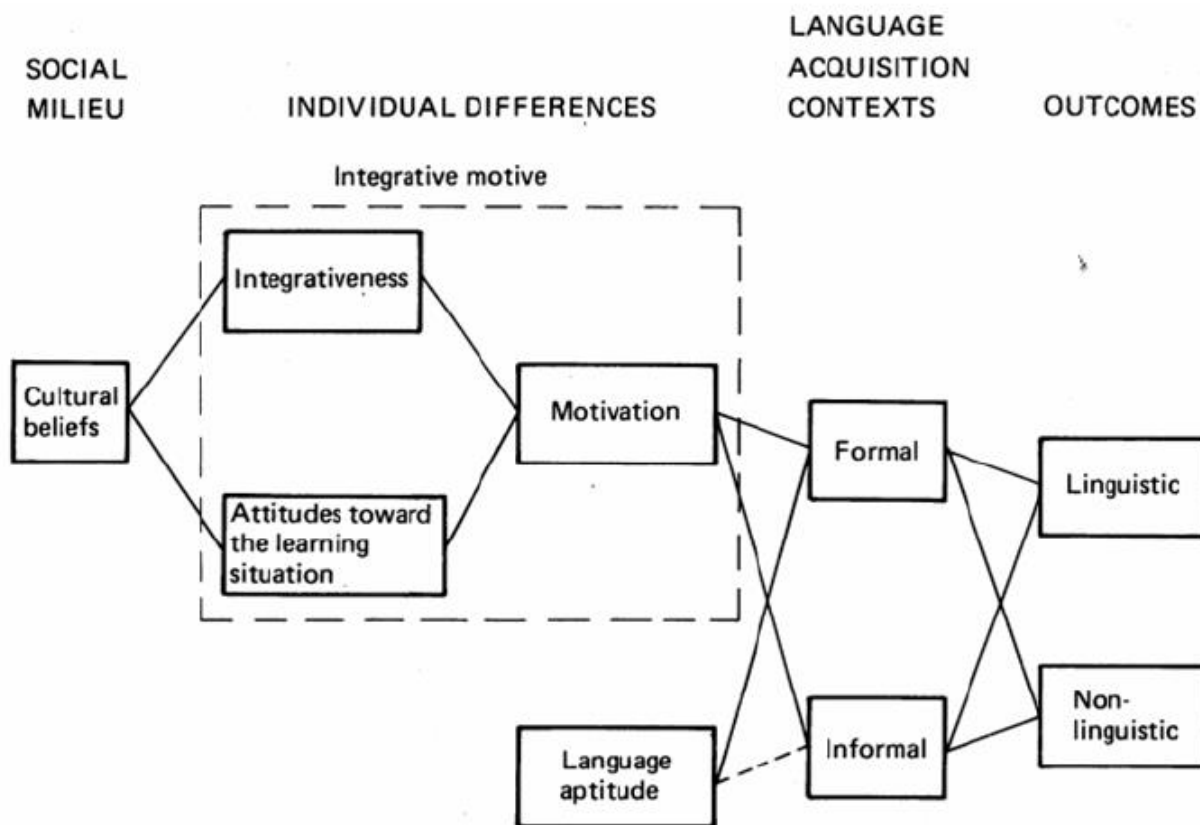 SOCIAL
MILIEU
INDIVIDUAL DIFFERENCES
LANGUAGE
ACQUISITION
CONTEXTS
OUTCOMES
Integrative motive
Integrativeness
Cultural
beliefs
Attitudes toward
the learning
situation
Motivation
Language
aptitude
Formal
Informal
Linguistic
Non-
linguistic